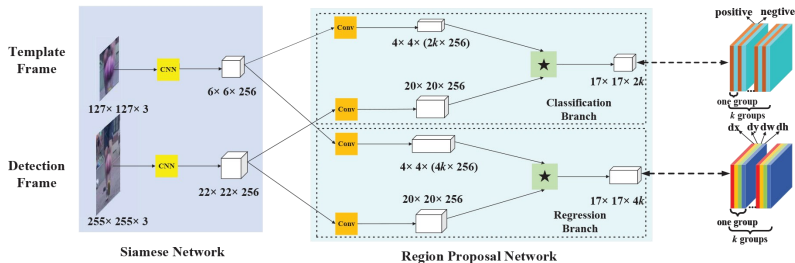 Template
Frame
127× 127× 3
CNN
6× 6× 256
Detection
Frame
255× 255× 3
CNN
22× 22× 256
Siamese Network
Conv
4× 4× (2k × 256)
Conv
20× 20× 256
★
17× 17× 2k
Classification
Branch
Conv
4× 4× (4k × 256)
Conv
20× 20× 256
★
17× 17× 4k
Regression
Branch
Region Proposal Network
positive negtive
one group
...
k groups
dx dy dw dh
one group
...
k groups